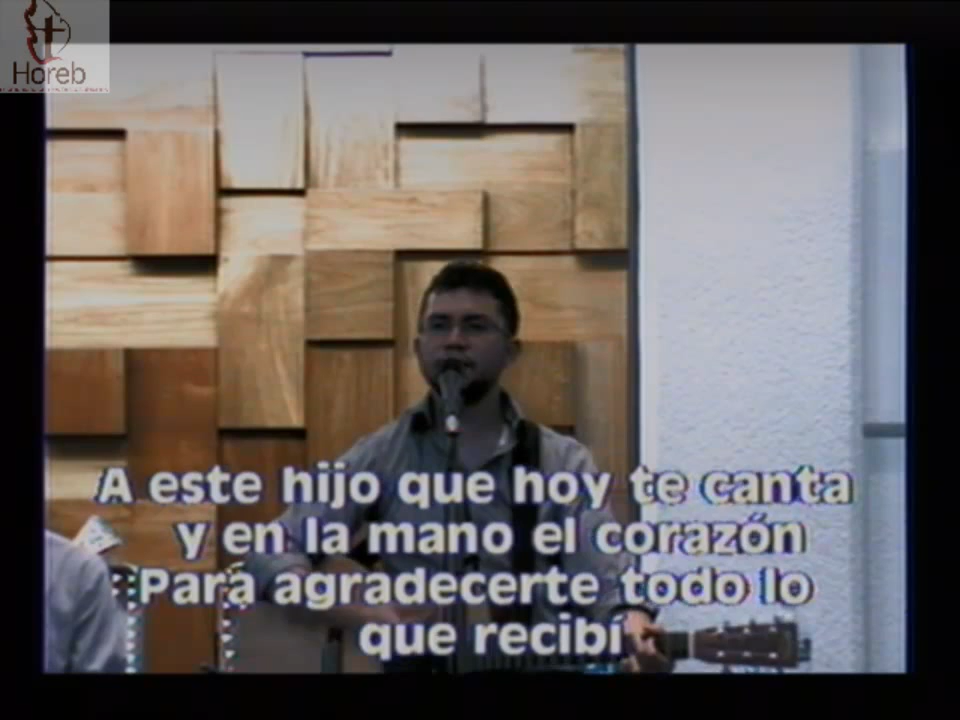 Horeb
A este hijo que hoy te canta
y en la mano el corazón
Para agradecerte todo lo
que recibí